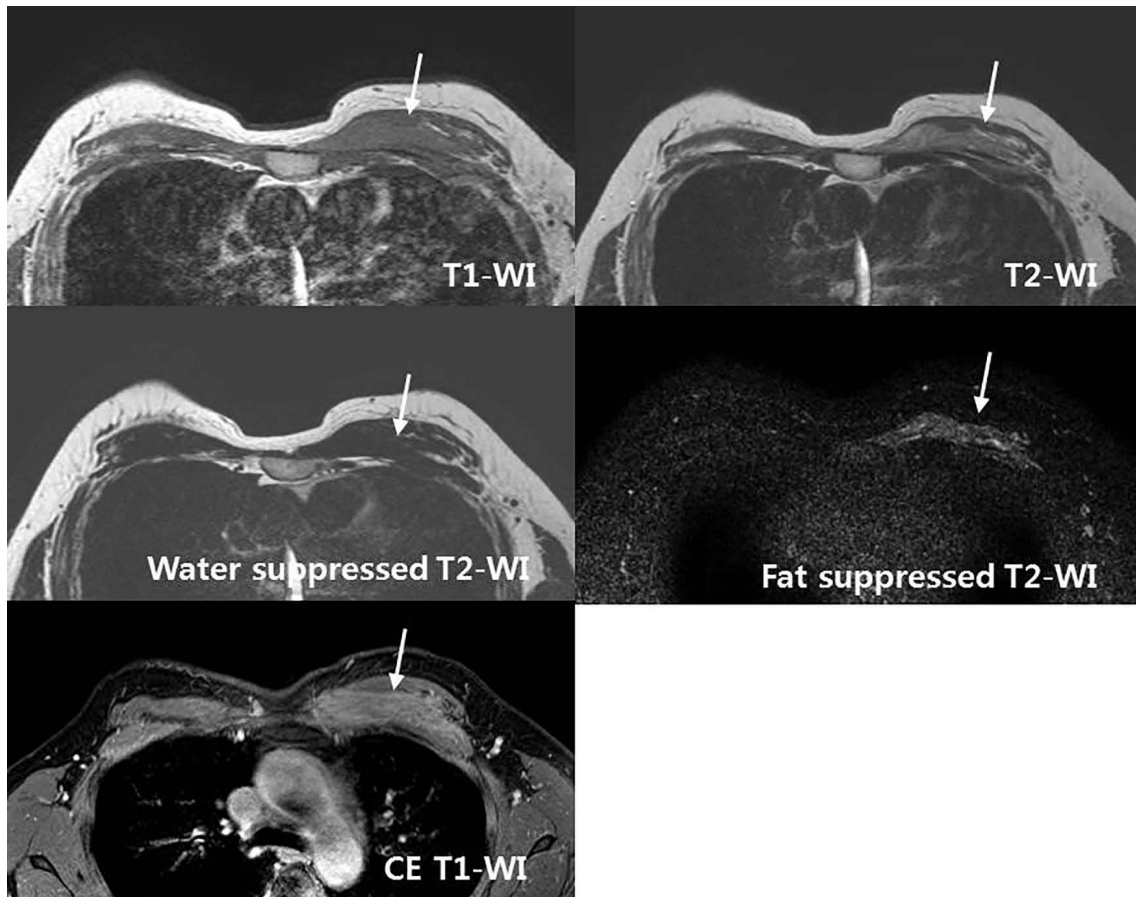 T1-WI
T2-WI
Water suppressed T2-WI
Fat suppressed T2-WI
CE T1-WI